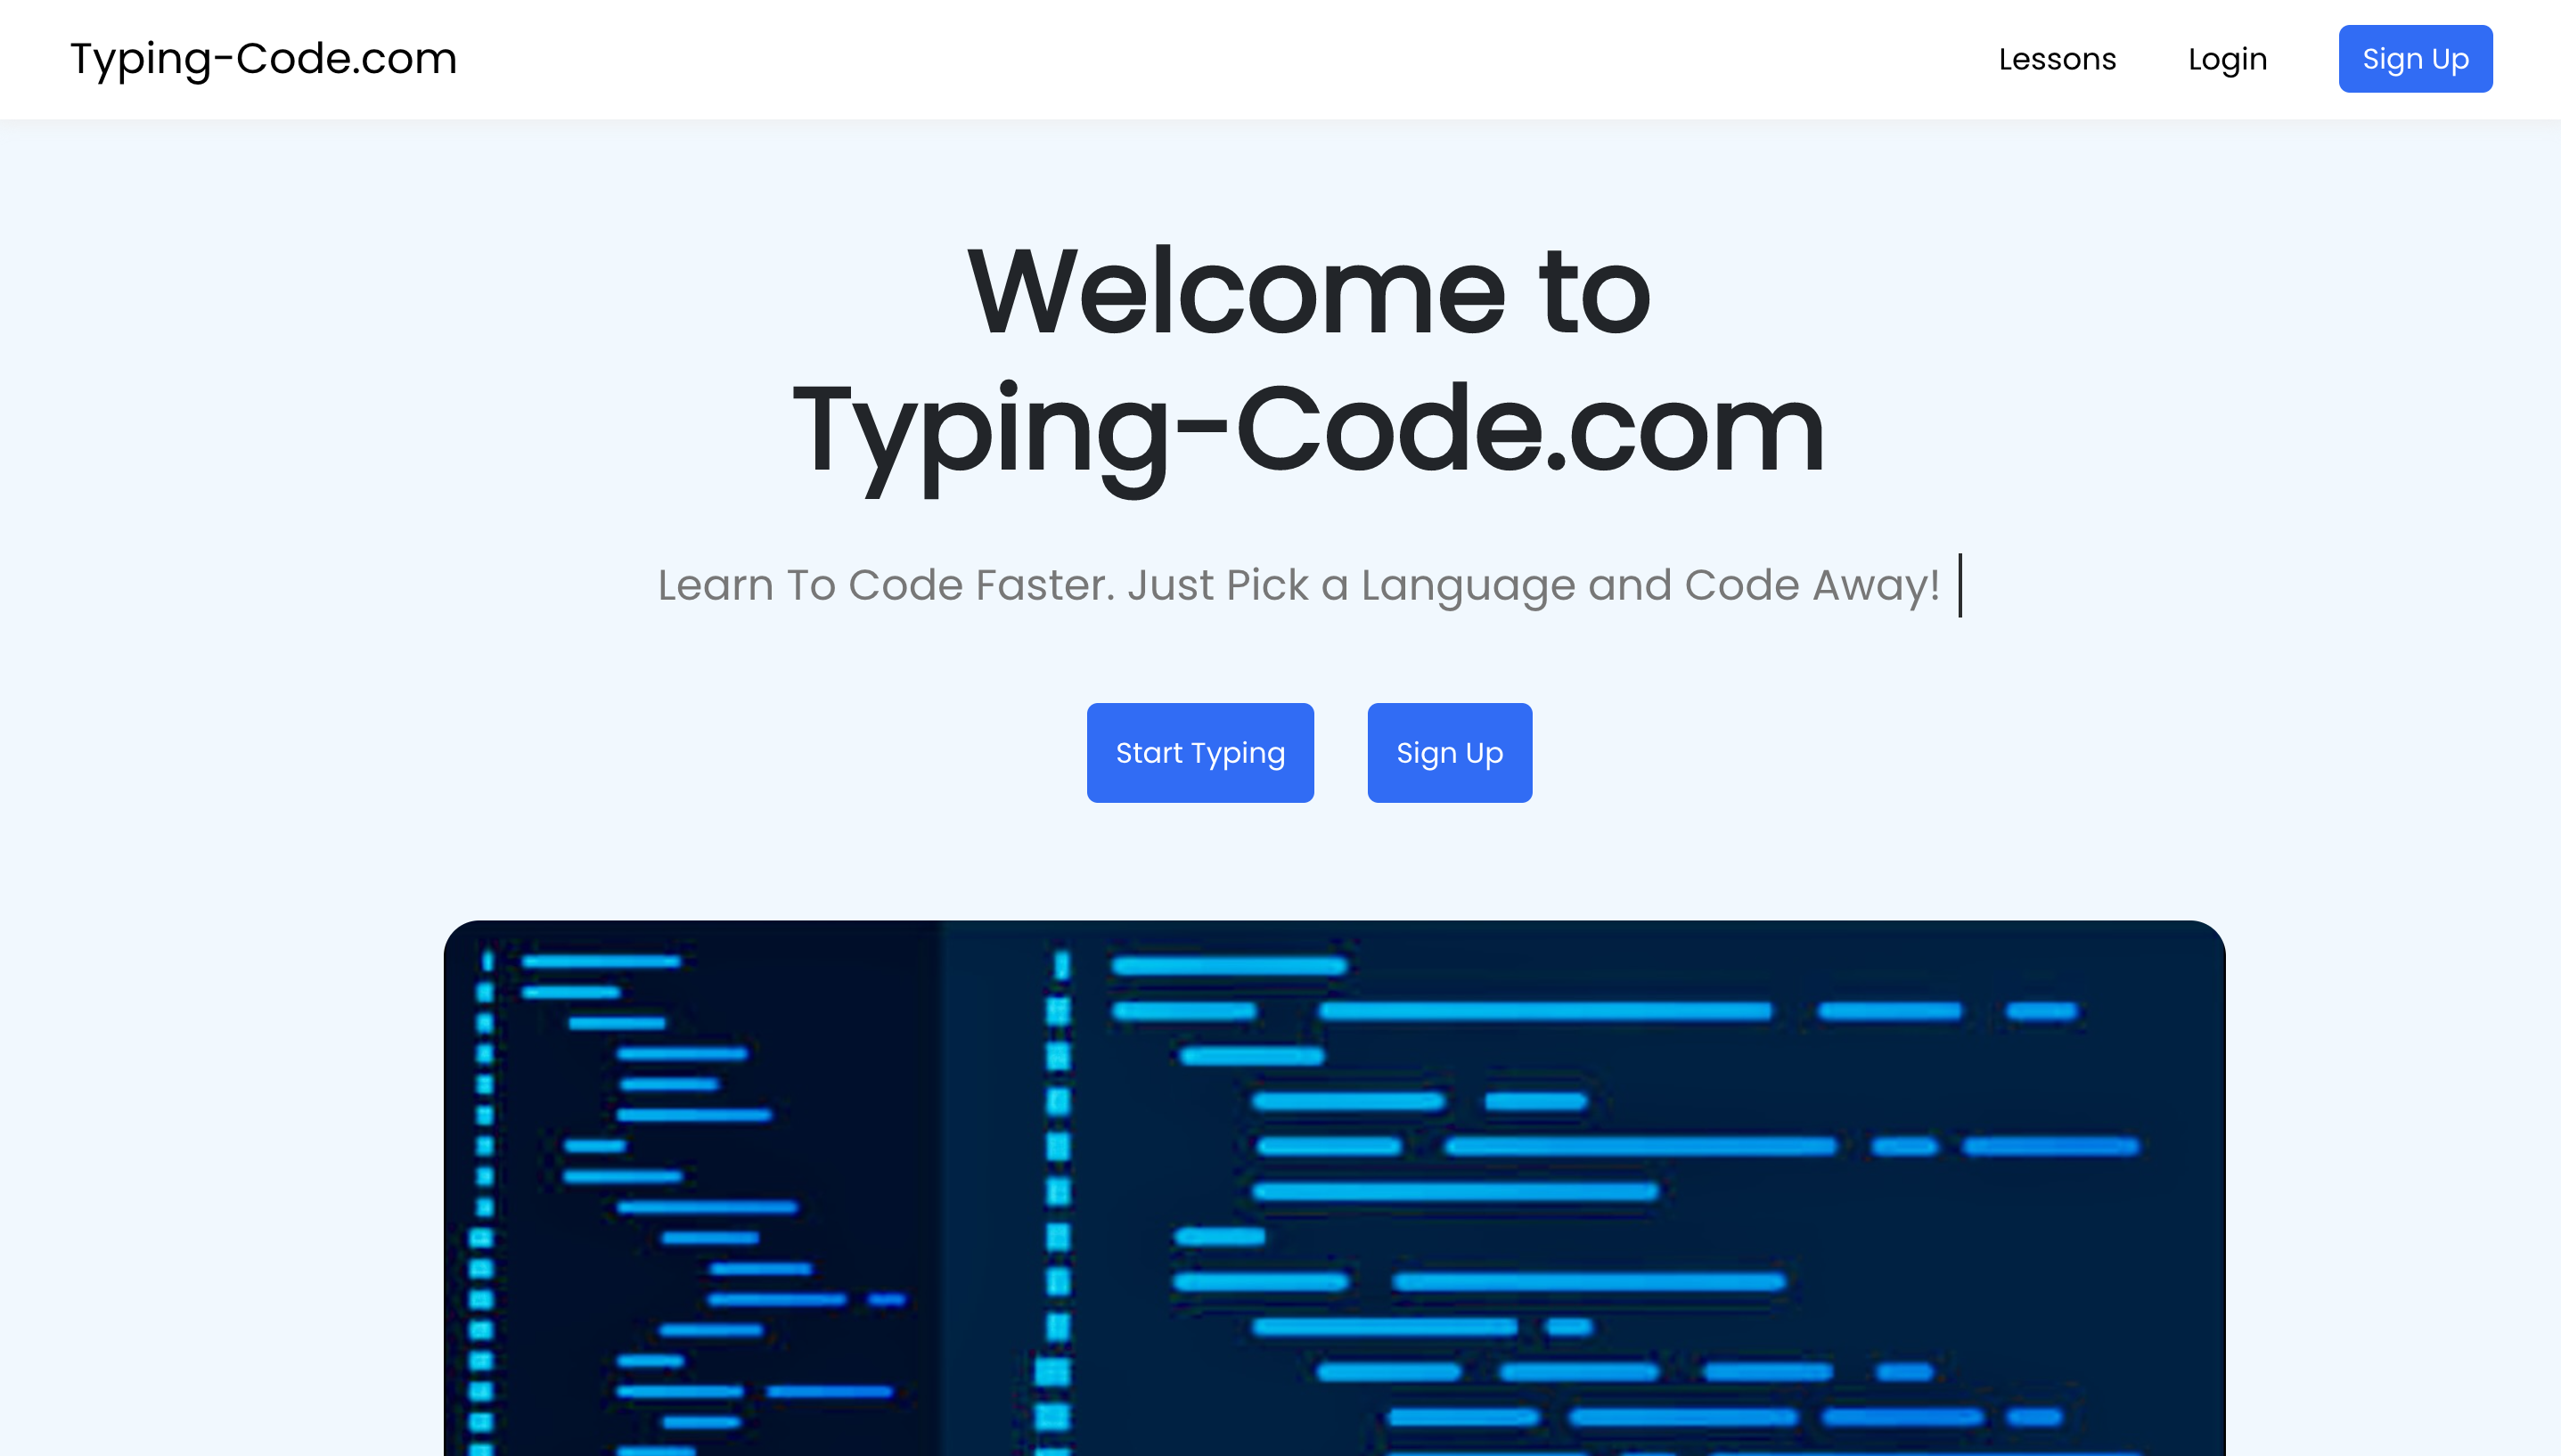 Typing-Code.com
Lessons
Login
Sign Up
Welcome to
Typing-Code.com
Learn To Code Faster. Just Pick a Language and Code Away!
Start Typing
Sign Up